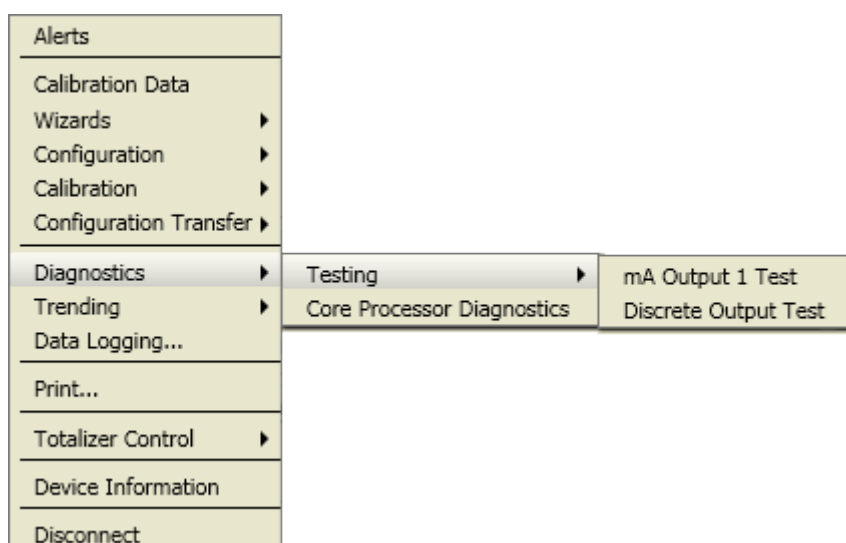 Alerts
Calibration Data
Wizards
Configuration
Calibration
Configuration Transfer
Diagnostics
Trending
Data Logging...
Print...
Totalizer Control
Device Information
Disconnect
Testing
Core Processor Diagnostics
mA Output 1 Test
Discrete Output Test